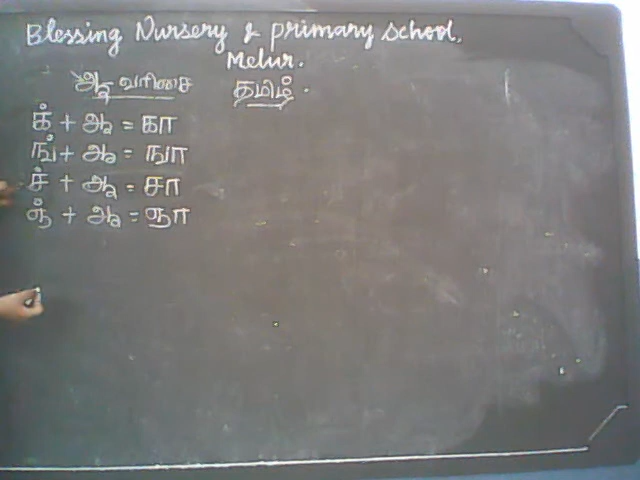 Blessing Nursery & primary school,
Melur.
ஆ வரிசை தமிழ்.
க் + ஆ = கா
ங் + ஆ = ஙா
ச் + ஆ = சா
ஞ் + ஆ = ஞா